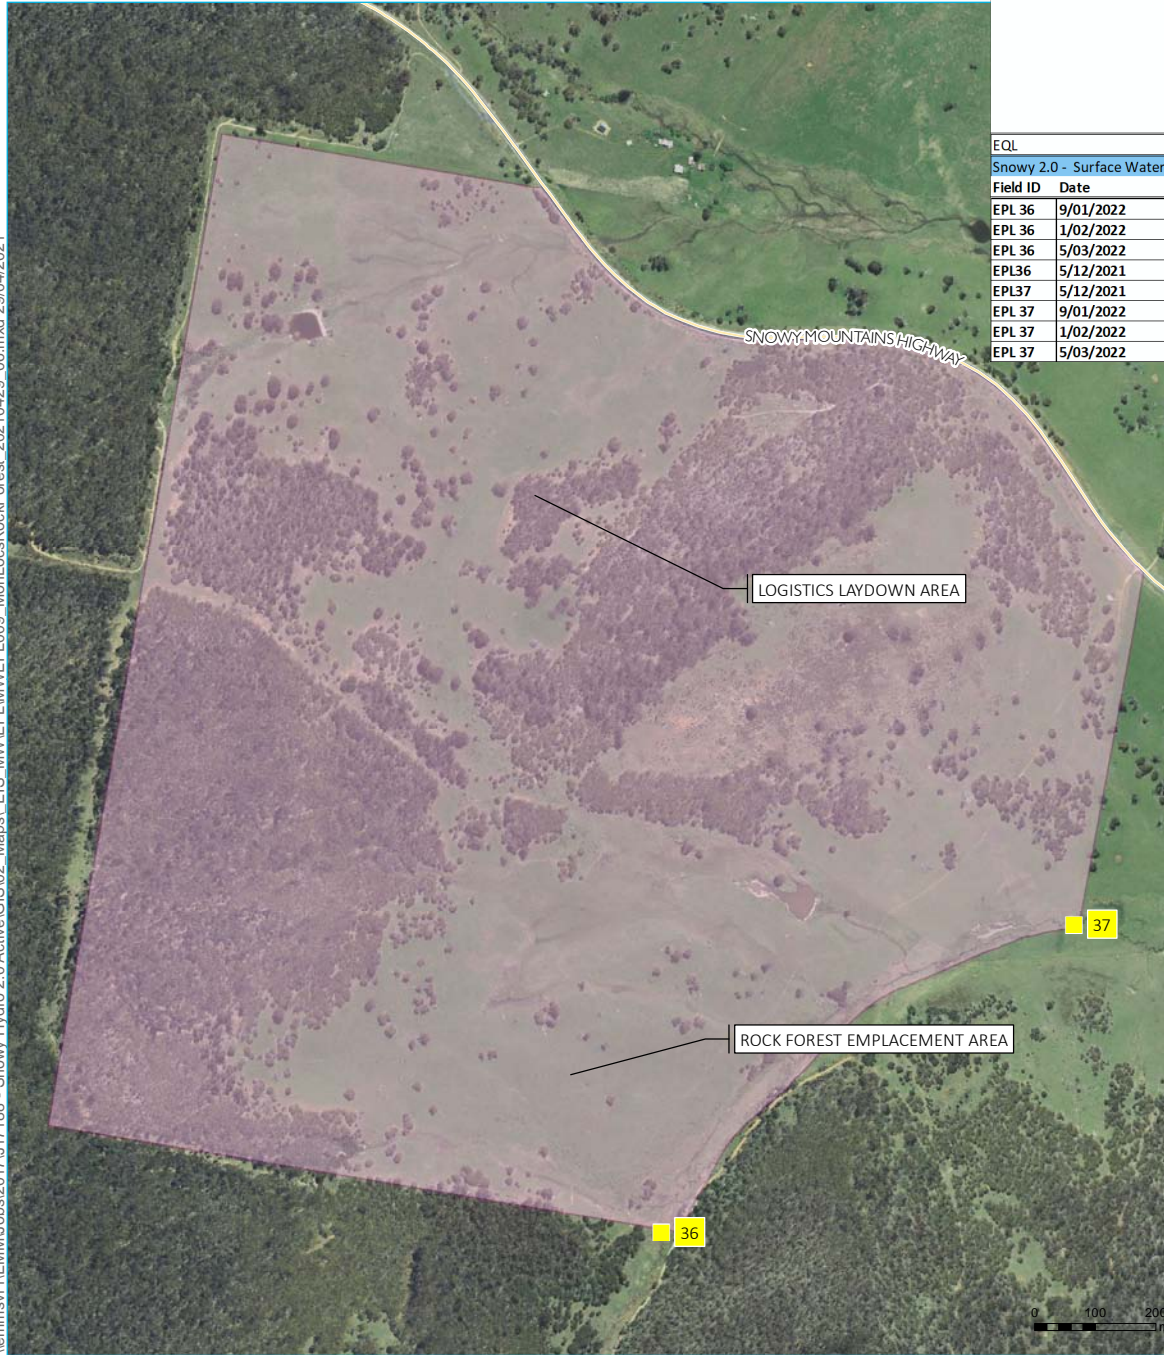 EQL
Snowy 2.0 - Surface Water
Field ID Date
EPL 36 9/01/2022
EPL 36 1/02/2022
EPL 36 5/03/2022
EPL36 5/12/2021
EPL37 5/12/2021
EPL 37 9/01/2022
EPL 37 1/02/2022
EPL 37 5/03/2022
SNOWY MOUNTAINS HIGHWAY
LOGISTICS LAYDOWN AREA
37
ROCK FOREST EMPLACEMENT AREA
36
0 100